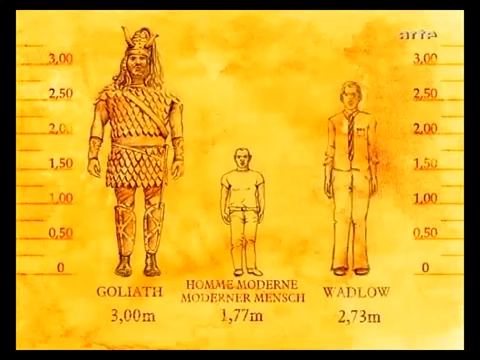 arte
3,00 3,00
2,50 2,50
2,00 2,00
1,50 1,50
1,00 1,00
0,50 0,50
0 0
GOLIATH HOMME MODERNE WADLOW
MODERNER MENSCH
3,00m 1,77m 2,73m